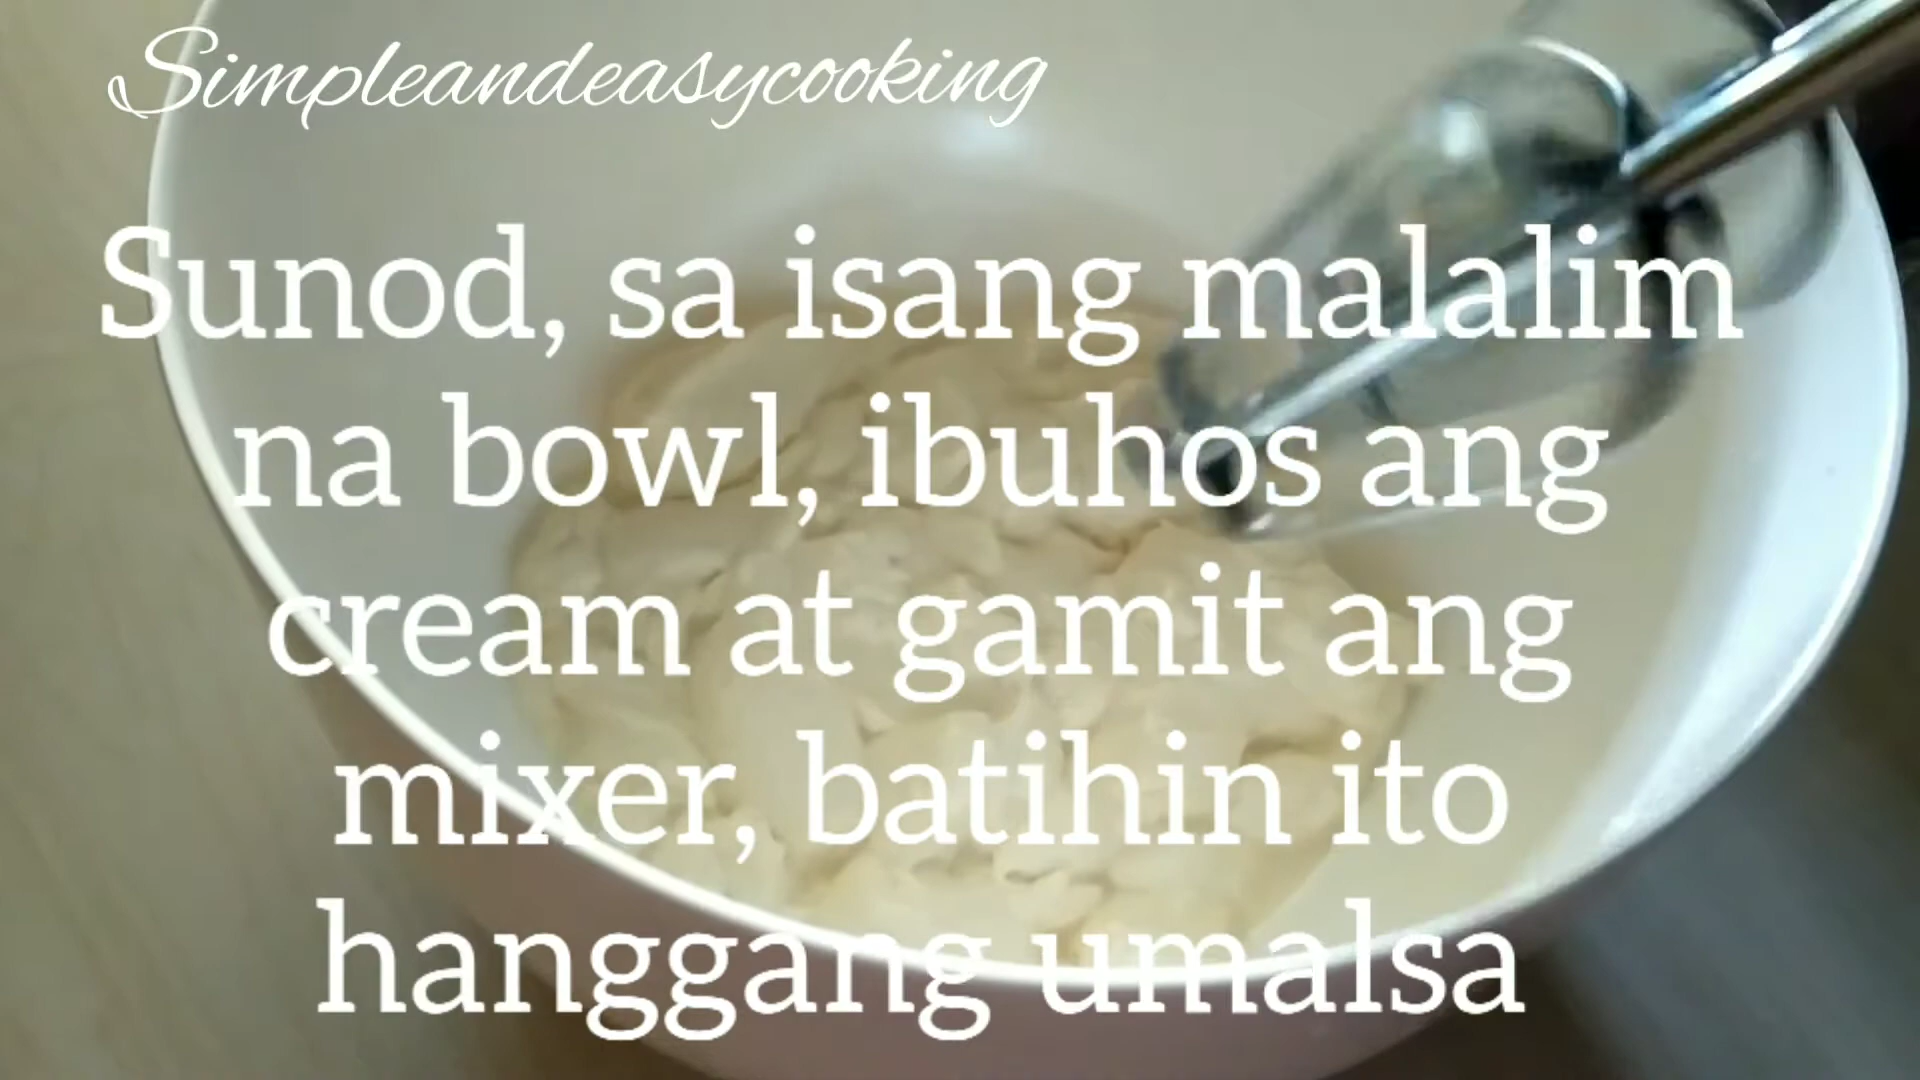 Simpleandeasycooking
Sunod, sa isang malalim
na bowl, ibuhos ang
cream at gamit ang
mixer, batihin ito
hanggang umalsa